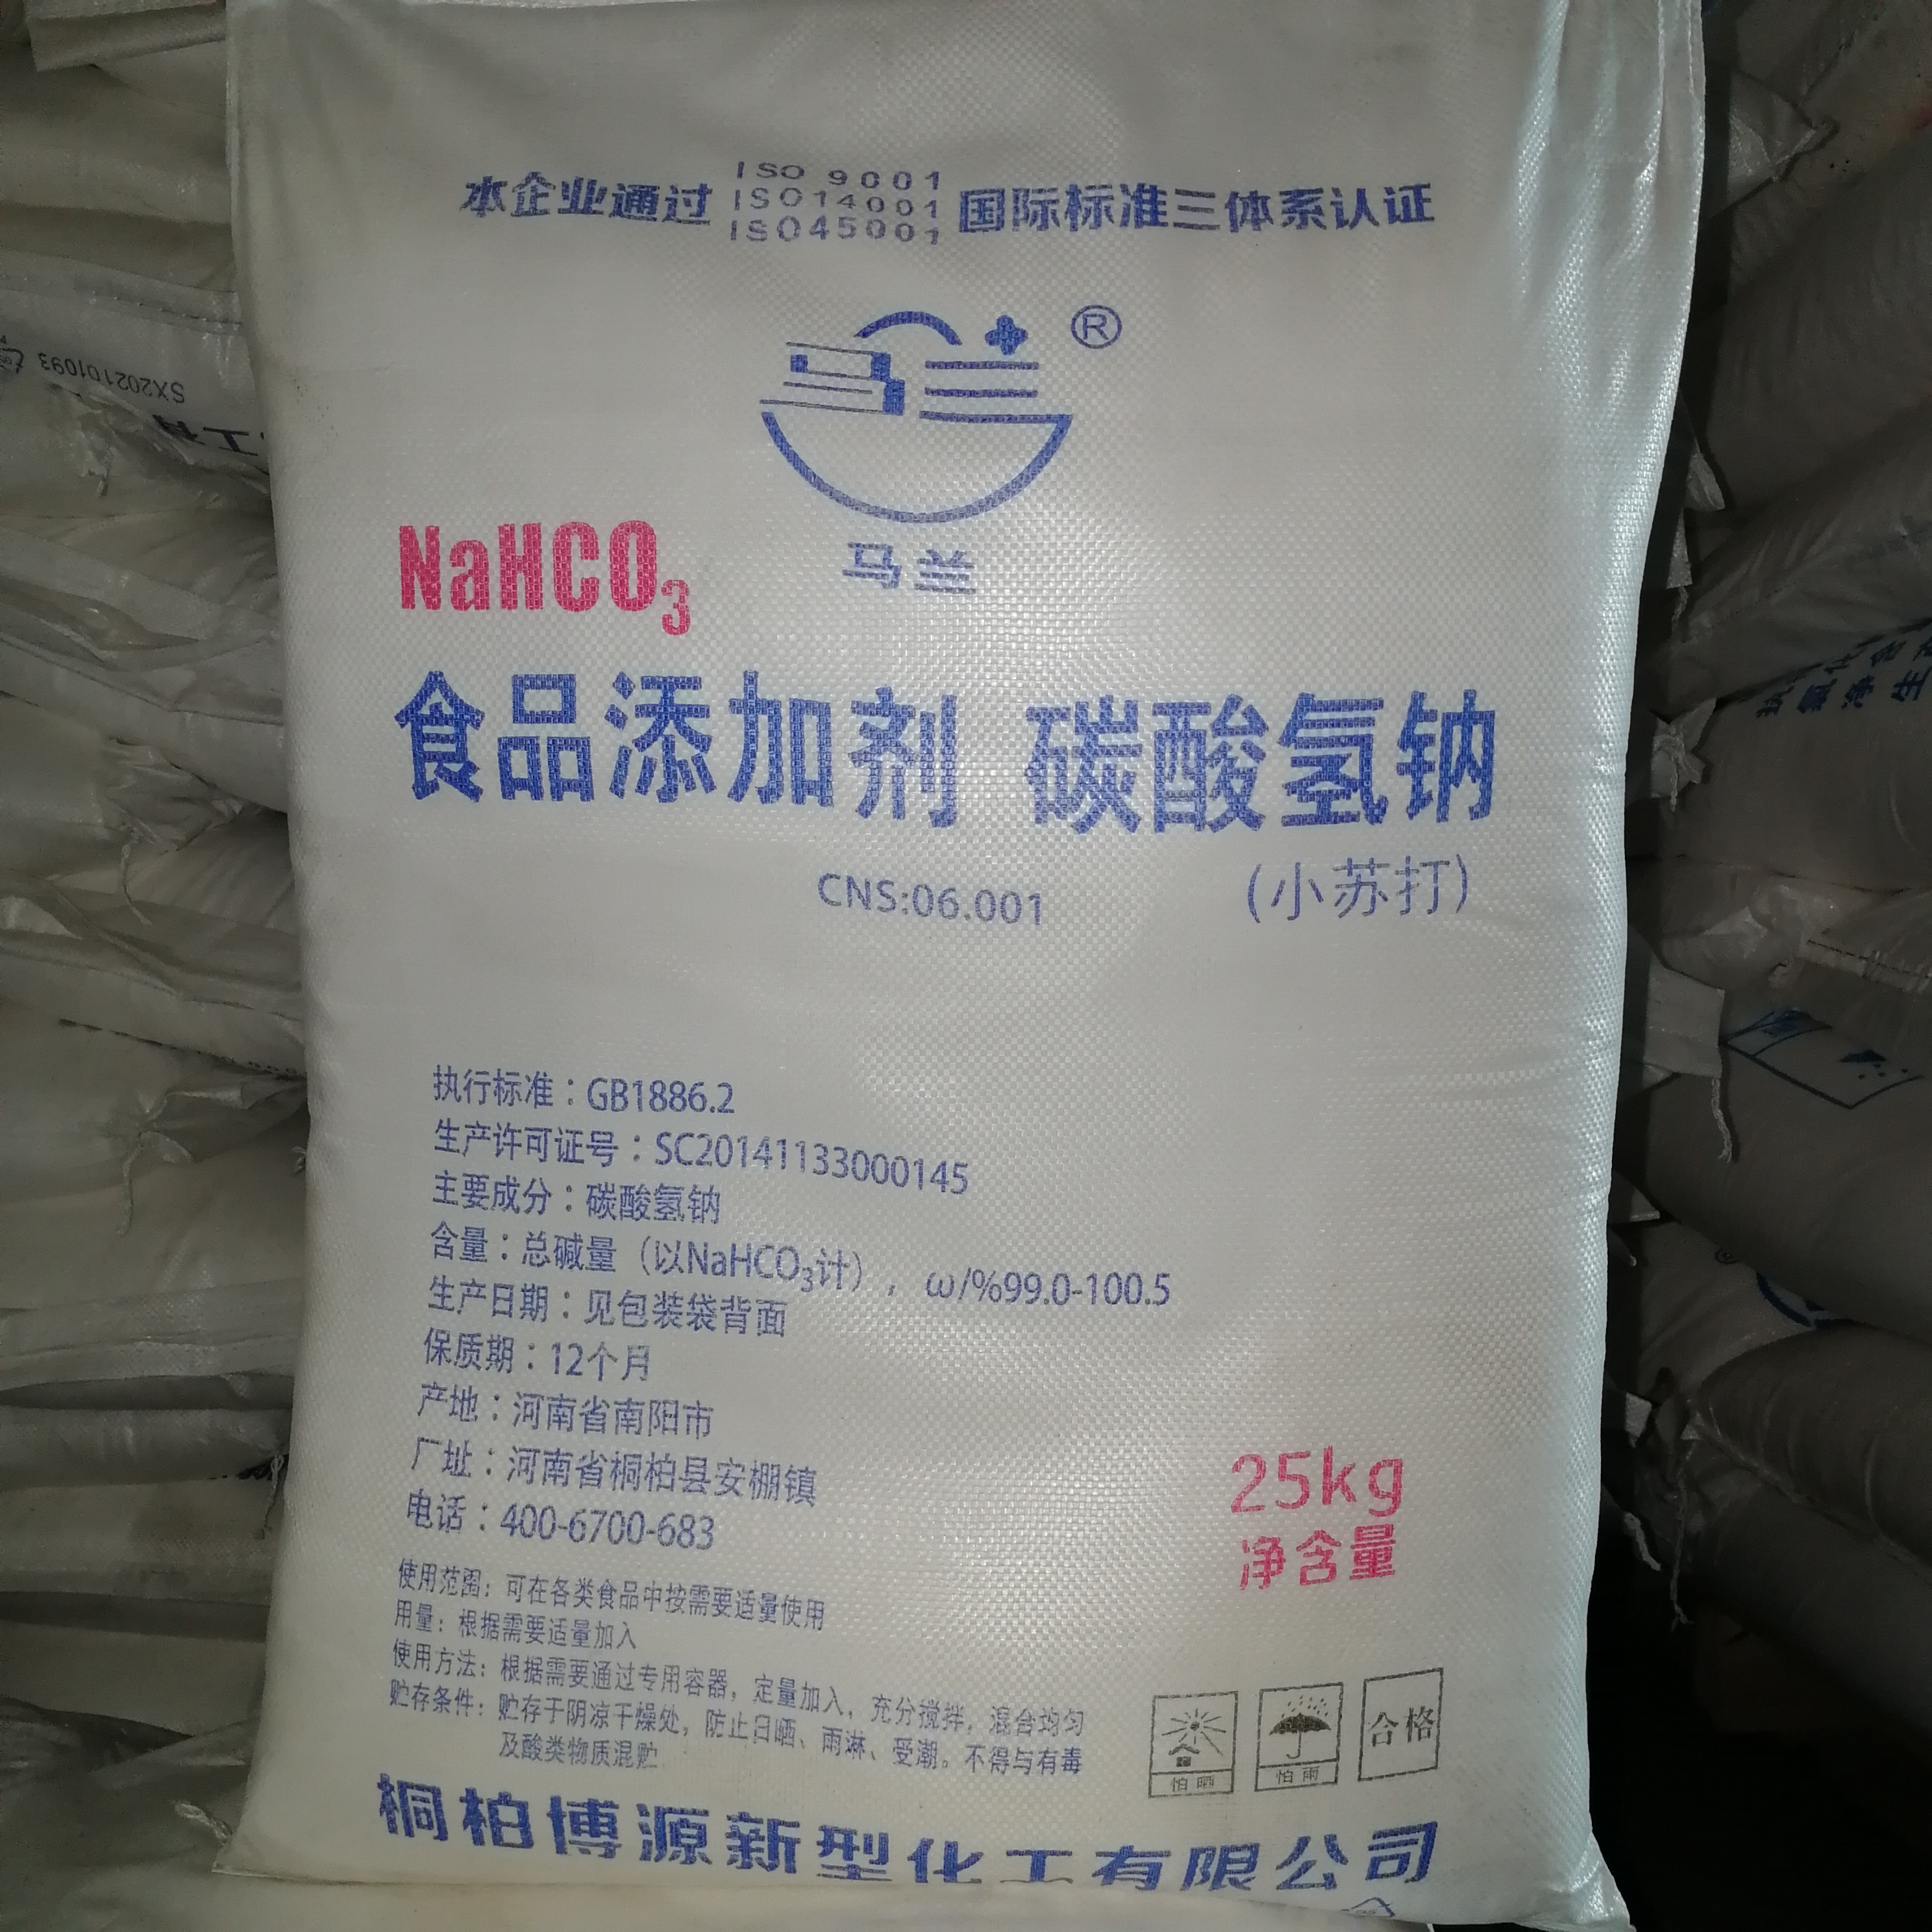 本企业通过 ISO 9001 ISO14001 ISO45001 国际标准三体系认证
®
马兰
NaHCO₃
食品添加剂 碳酸氢钠
CNS:06.001 (小苏打)
执行标准：GB1886.2
生产许可证号：SC20141133000145
主要成分：碳酸氢钠
含量：总碱量（以NaHCO₃计），ω/%99.0-100.5
生产日期：见包装袋背面
保质期：12个月
产地：河南省南阳市
厂址：河南省桐柏县安棚镇
电话：400-6700-683
25kg
净含量
使用范围：可在各类食品中按需要适量使用
用量：根据需要适量加入
使用方法：根据需要通过专用容器，定量加入，充分搅拌，混合均匀
贮存条件：贮存于阴凉干燥处，防止日晒、雨淋、受潮。不得与有毒
及酸类物质混贮
怕晒 怕雨 合格
桐柏博源新型化工有限公司
SX202101093